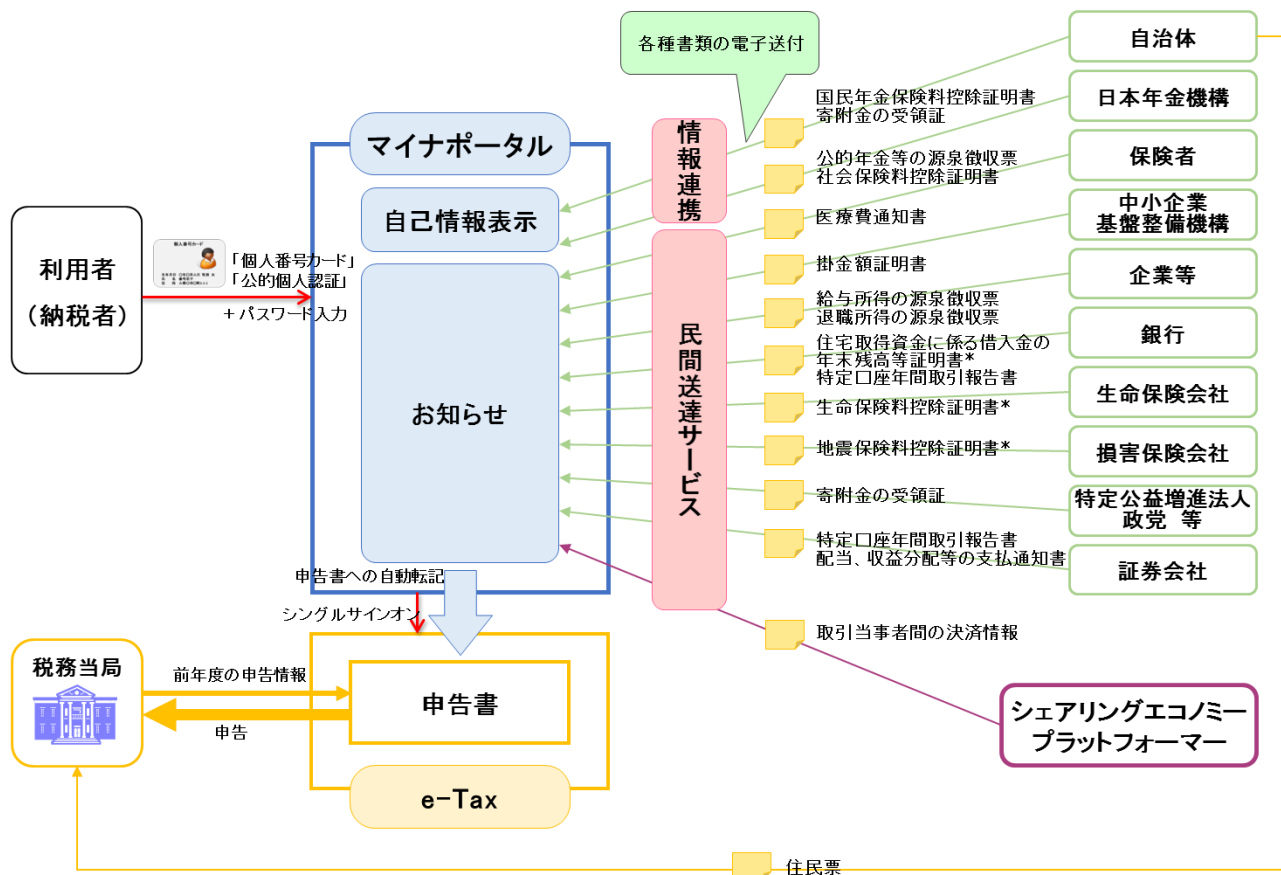 各種書類の電子送付
自治体
日本年金機構
保険者
中小企業
基盤整備機構
企業等
銀行
生命保険会社
損害保険会社
特定公益増進法人
政党 等
証券会社
シェアリングエコノミー
プラットフォーマー
国民年金保険料控除証明書
寄附金の受領証
公的年金等の源泉徴収票
社会保険料控除証明書
医療費通知書
掛金額証明書
給与所得の源泉徴収票
退職所得の源泉徴収票
住宅取得資金に係る借入金の
年末残高等証明書*
特定口座年間取引報告書
生命保険料控除証明書*
地震保険料控除証明書*
寄附金の受領証
特定口座年間取引報告書
配当、収益分配等の支払通知書
取引当事者間の決済情報
情報連携
民間送達サービス
マイナポータル
自己情報表示
お知らせ
利用者
(納税者)
個人番号カード
「個人番号カード」
「公的個人認証」
+パスワード入力
申告書への自動転記
シングルサインオン
税務当局
前年度の申告情報
申告
申告書
e-Tax
住民票